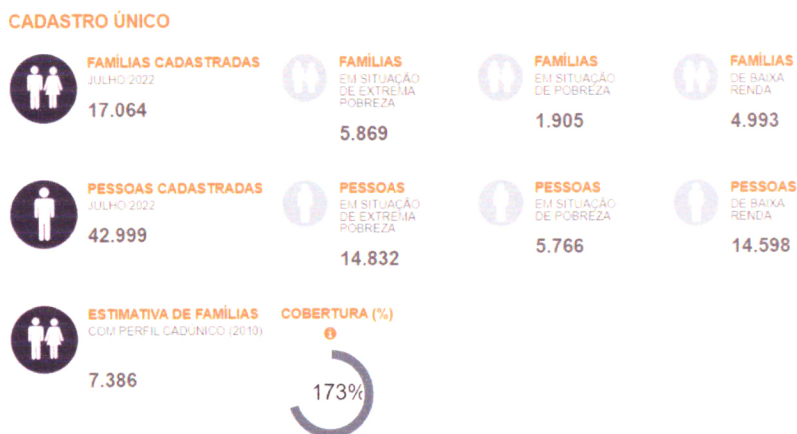 CADASTRO ÚNICO
FAMÍLIAS CADASTRADAS
JULHO 2022
17.064
FAMÍLIAS
EM SITUAÇÃO
DE EXTREMA
POBREZA
5.869
FAMÍLIAS
EM SITUAÇÃO
DE POBREZA
1.905
FAMÍLIAS
DE BAIXA
RENDA
4.993
PESSOAS CADASTRADAS
JULHO 2022
42.999
PESSOAS
EM SITUAÇÃO
DE EXTREMA
POBREZA
14.832
PESSOAS
EM SITUAÇÃO
DE POBREZA
5.766
PESSOAS
DE BAIXA
RENDA
14.598
ESTIMATIVA DE FAMÍLIAS
COM PERFIL CADÚNICO (2010)
7.386
COBERTURA (%)
173%